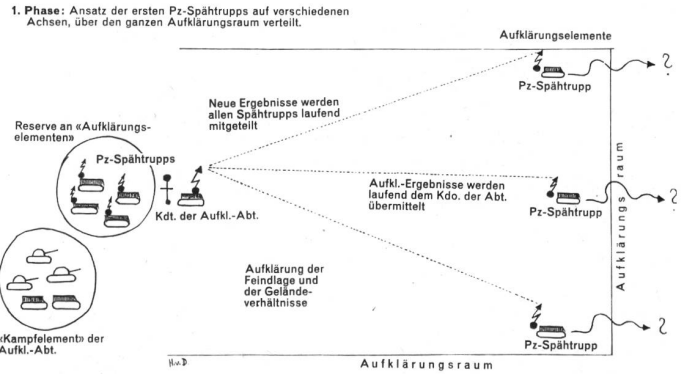 1. Phase: Ansatz der ersten Pz-Spähtrupps auf verschiedenen
Achsen, über den ganzen Aufklärungsraum verteilt.
Aufklärungselemente
?
Pz-Spähtrupp
Neue Ergebnisse werden
allen Spähtrupps laufend
mitgeteilt
Reserve an «Aufklärungs-
elementen»
Pz-Spähtrupps
Kdt. der Aufkl.-Abt.
Aufkl.-Ergebnisse werden
laufend dem Kdo. der Abt.
übermittelt
?
Pz-Spähtrupp
Aufklärungsraum
Aufklärung der
Feindlage und
der Gelände-
verhältnisse
?
Pz-Spähtrupp
«Kampfelement» der
Aufkl.-Abt.
H.v.D.
Aufklärungsraum